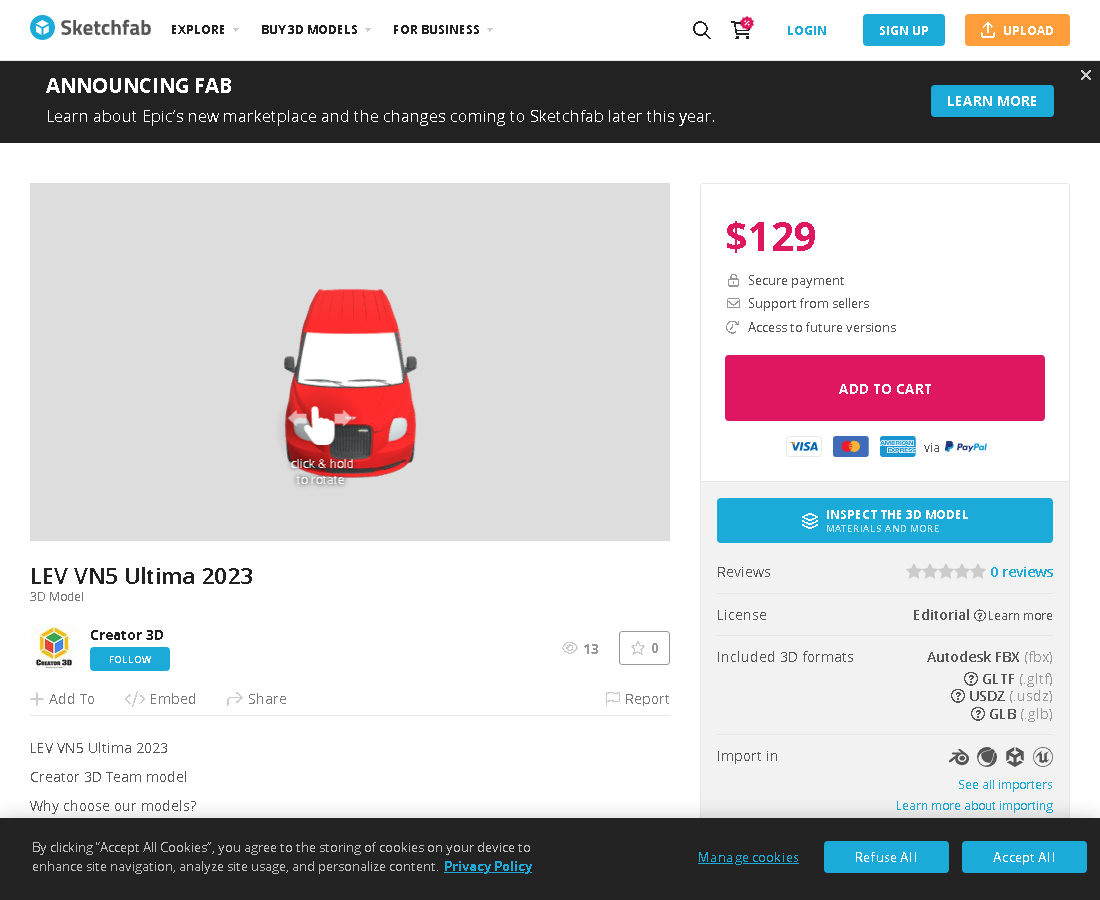 Sketchfab EXPLORE BUY 3D MODELS FOR BUSINESS LOGIN SIGN UP UPLOAD
ANNOUNCING FAB
Learn about Epic's new marketplace and the changes coming to Sketchfab later this year.
LEARN MORE
click & hold
to rotate
LEV VN5 Ultima 2023
3D Model
CREATOR 3D
Creator 3D
FOLLOW
13
0
Add To
Embed
Share
Report
LEV VN5 Ultima 2023
Creator 3D Team model
Why choose our models?
$129
Secure payment
Support from sellers
Access to future versions
ADD TO CART
VISA AMERICAN EXPRESS via PayPal
INSPECT THE 3D MODEL
MATERIALS AND MORE
Reviews 0 reviews
License Editorial Learn more
Included 3D formats Autodesk FBX (fbx)
GLTF (.gltf)
USDZ (.usdz)
GLB (.glb)
Import in
See all importers
Learn more about importing
By clicking “Accept All Cookies”, you agree to the storing of cookies on your device to
enhance site navigation, analyze site usage, and personalize content. Privacy Policy
Manage cookies
Refuse All
Accept All